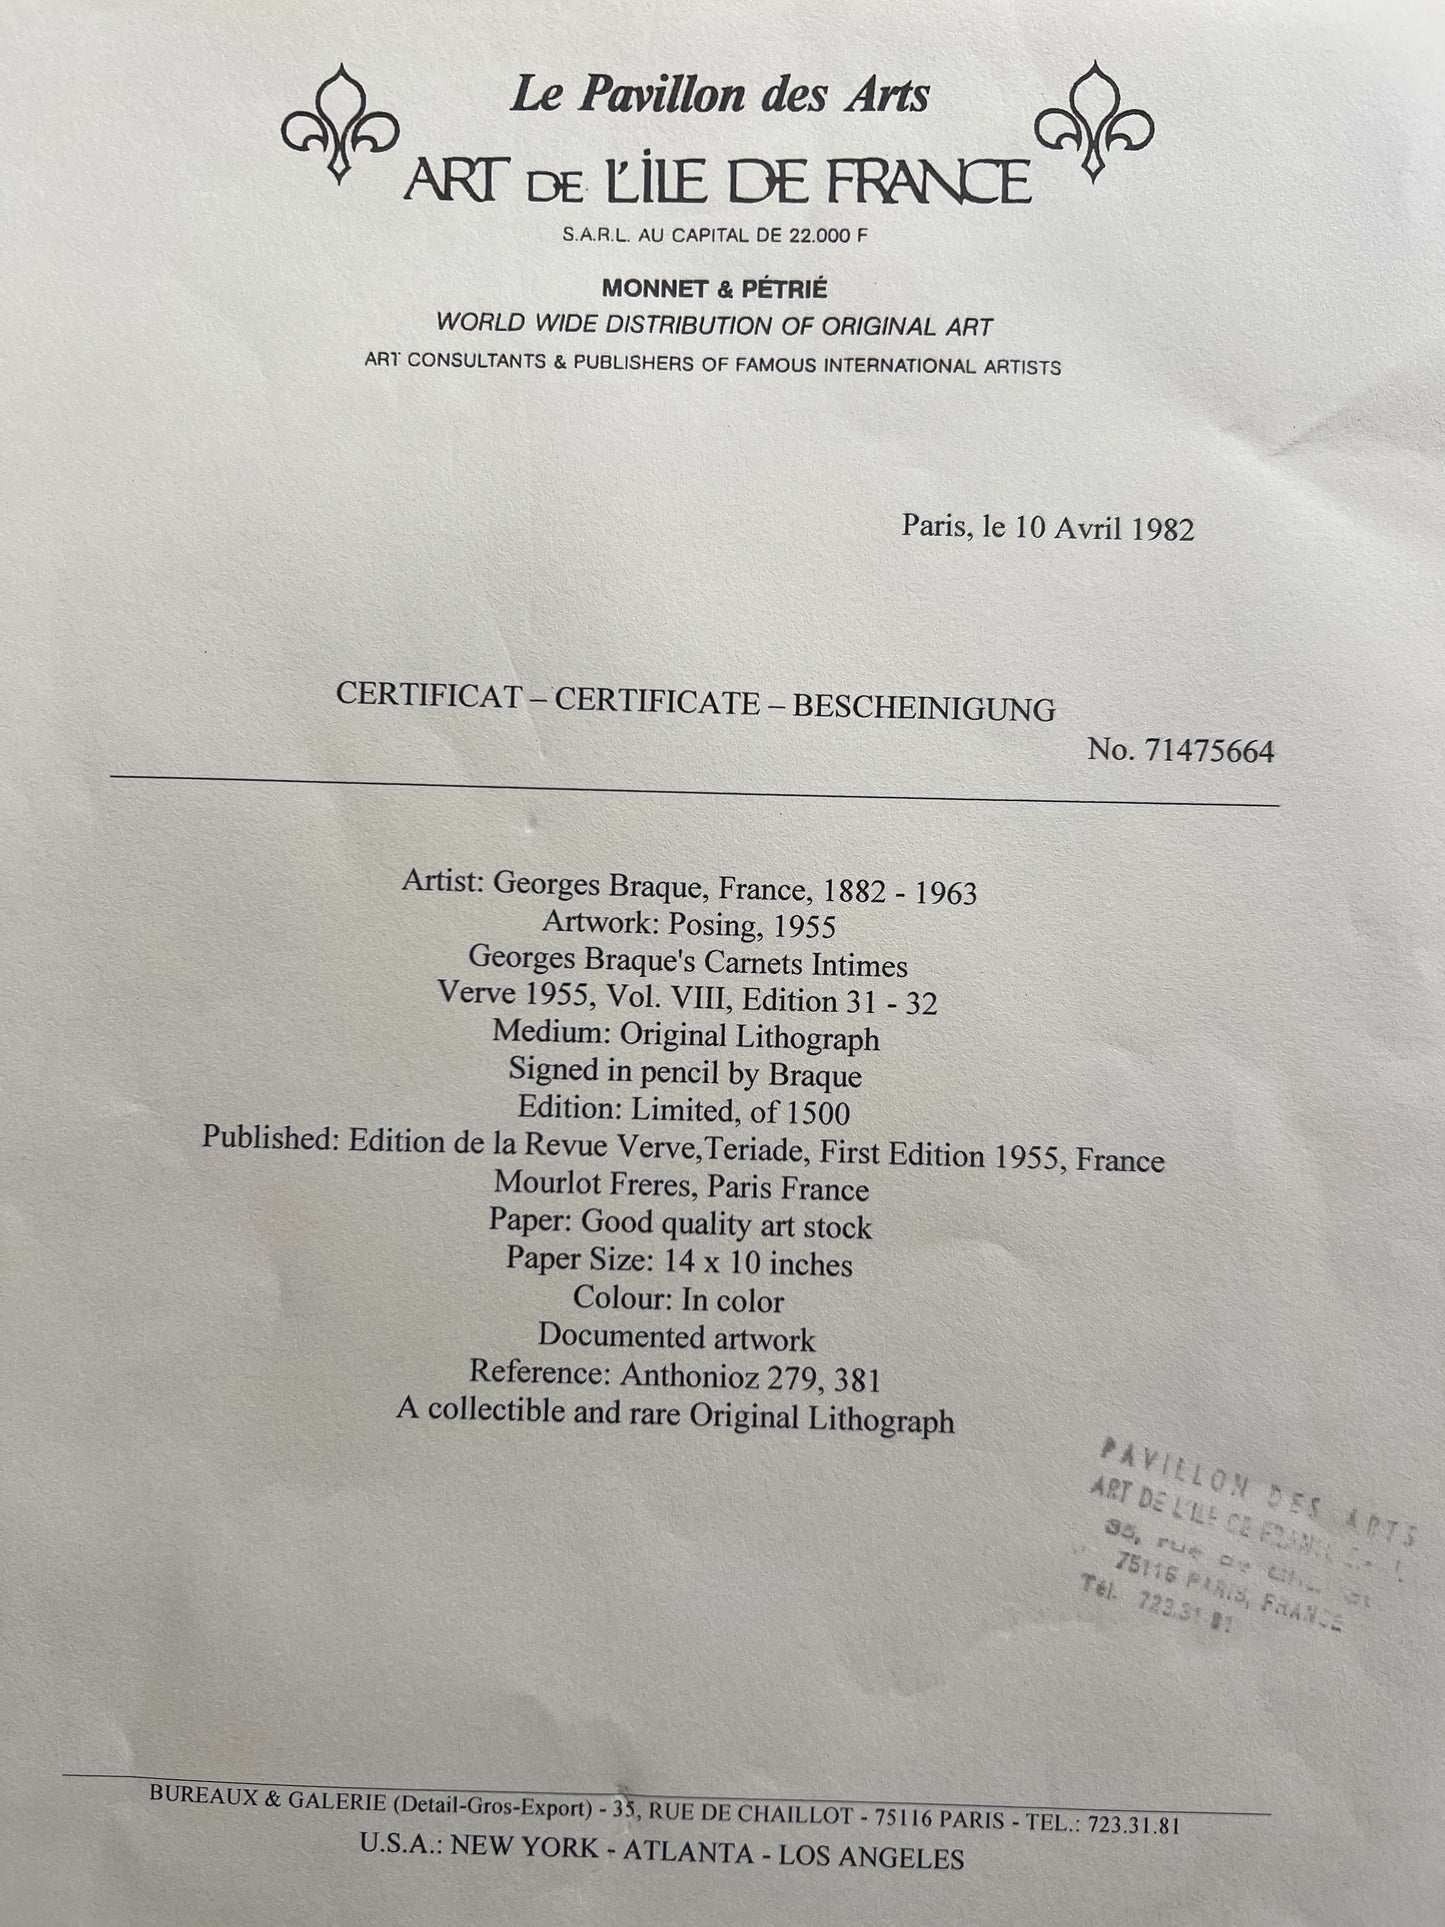 Le Pavillon des Arts
ART DE L'ÎLE DE FRANCE
S.A.R.L. AU CAPITAL DE 22.000 F
MONNET & PÉTRIÉ
WORLD WIDE DISTRIBUTION OF ORIGINAL ART
ART CONSULTANTS & PUBLISHERS OF FAMOUS INTERNATIONAL ARTISTS
Paris, le 10 Avril 1982
CERTIFICAT – CERTIFICATE – BESCHEINIGUNG
No. 71475664
Artist: Georges Braque, France, 1882 - 1963
Artwork: Posing, 1955
Georges Braque's Carnets Intimes
Verve 1955, Vol. VIII, Edition 31 - 32
Medium: Original Lithograph
Signed in pencil by Braque
Edition: Limited, of 1500
Published: Edition de la Revue Verve,Teriade, First Edition 1955, France
Mourlot Freres, Paris France
Paper: Good quality art stock
Paper Size: 14 x 10 inches
Colour: In color
Documented artwork
Reference: Anthonioz 279, 381
A collectible and rare Original Lithograph
PAVILLON DES ARTS
ART DE L'ILE DE FRANCE
35, rue de
75116 PARIS, FRANCE
Tél. 723.31 81
BUREAUX & GALERIE (Detail-Gros-Export) - 35, RUE DE CHAILLOT - 75116 PARIS - TEL.: 723.31.81
U.S.A.: NEW YORK - ATLANTA - LOS ANGELES